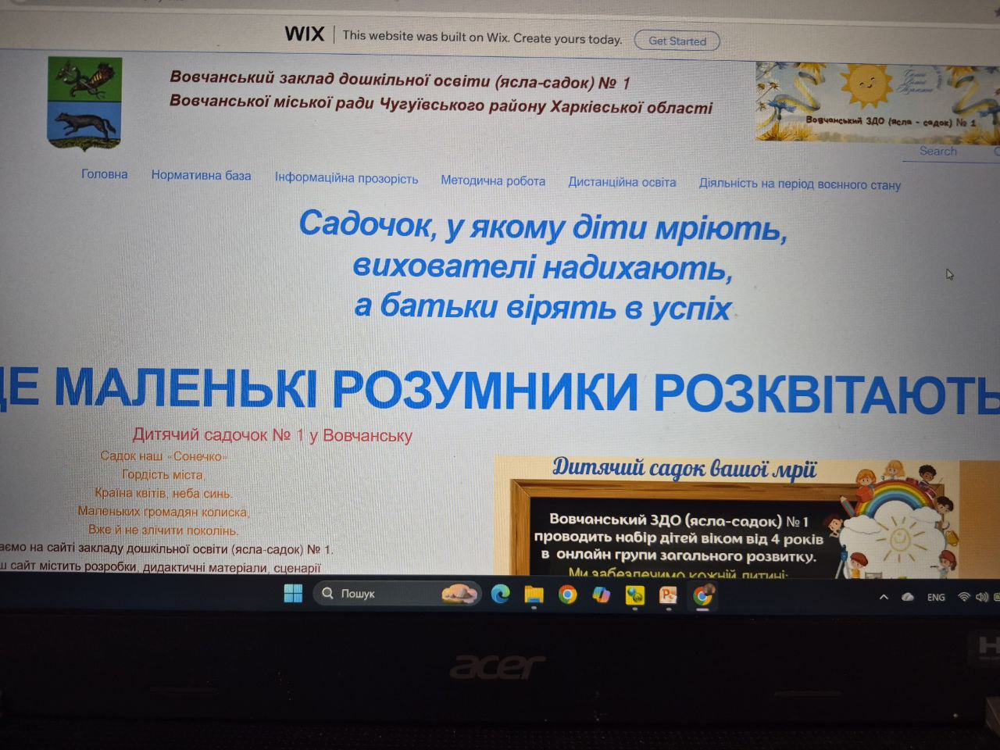 WIX This website was built on Wix. Create yours today. Get Started
Вовчанський заклад дошкільної освіти (ясла-садок) № 1
Вовчанської міської ради Чугуївського району Харківської області
Вовчанський ЗДО (ясла - садок) № 1
Search
Головна Нормативна база Інформаційна прозорість Методична робота Дистанційна освіта Діяльність на період воєнного стану
Садочок, у якому діти мріють,
вихователі надихають,
а батьки вірять в успіх
МАЛЕНЬКІ РОЗУМНИКИ РОЗКВІТАЮТЬ
Дитячий садочок № 1 у Вовчанську
Садок наш «Сонечко»
Гордість міста,
Країна квітів, неба синь.
Маленьких громадян колиска,
Вже й не злічити поколінь.
на сайті закладу дошкільної освіти (ясла-садок) № 1.
сайт містить розробки, дидактичні матеріали, сценарії
Дитячий садок вашої мрії
Вовчанський ЗДО (ясла-садок) № 1
проводить набір дітей віком від 4 років
в онлайн групи загального розвитку.
Ми забезпечимо кожній дитині:
Пошук
ENG
acer